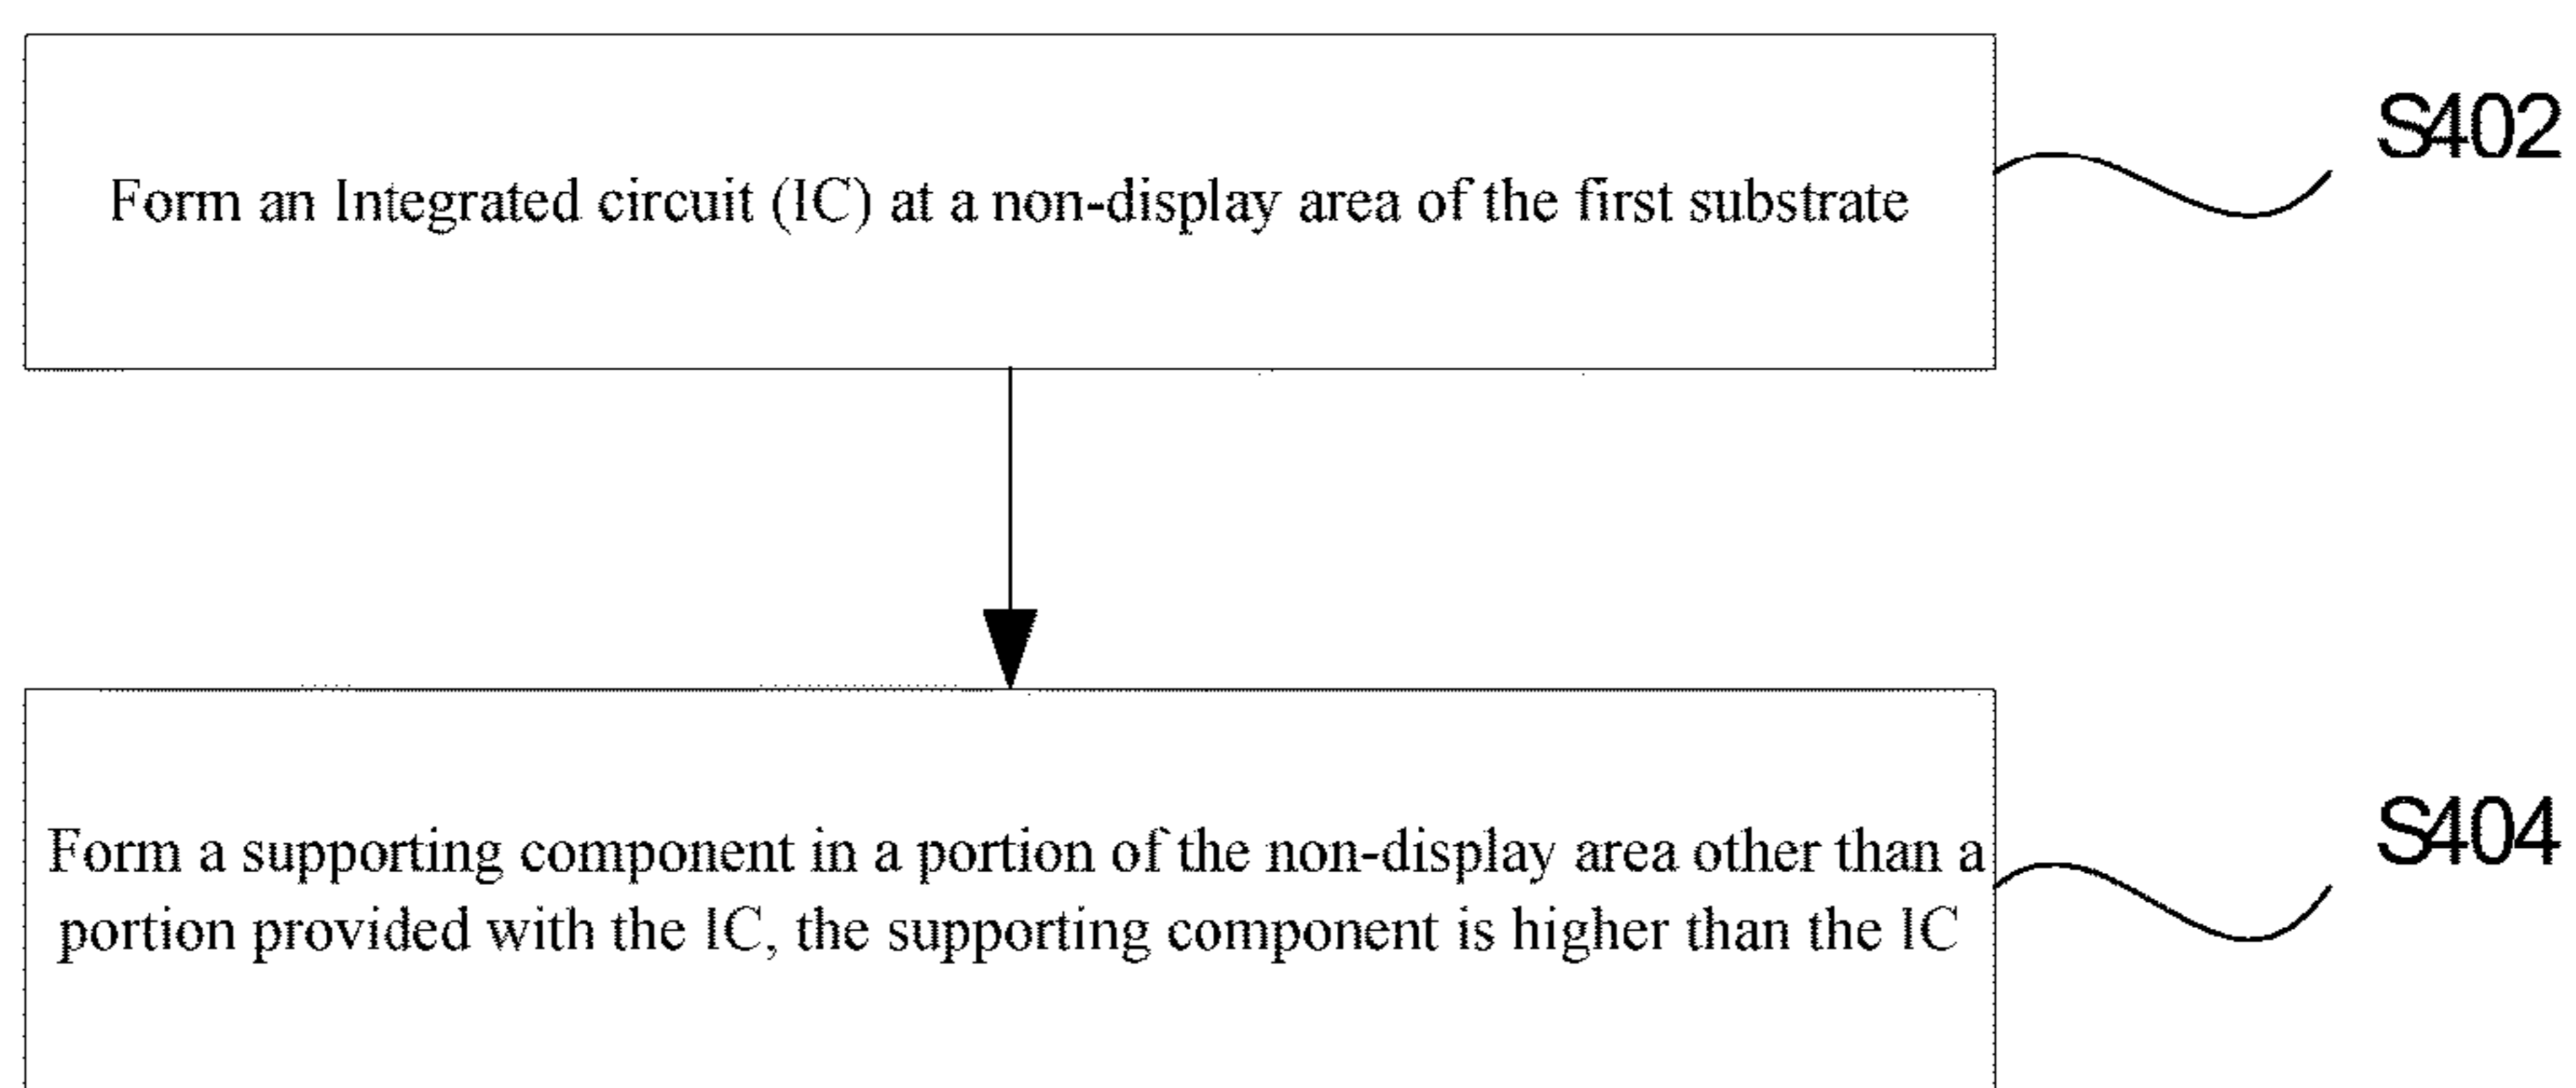 S402
Form an Integrated circuit (IC) at a non-display area of the first substrate
S404
Form a supporting component in a portion of the non-display area other than a
portion provided with the IC, the supporting component is higher than the IC